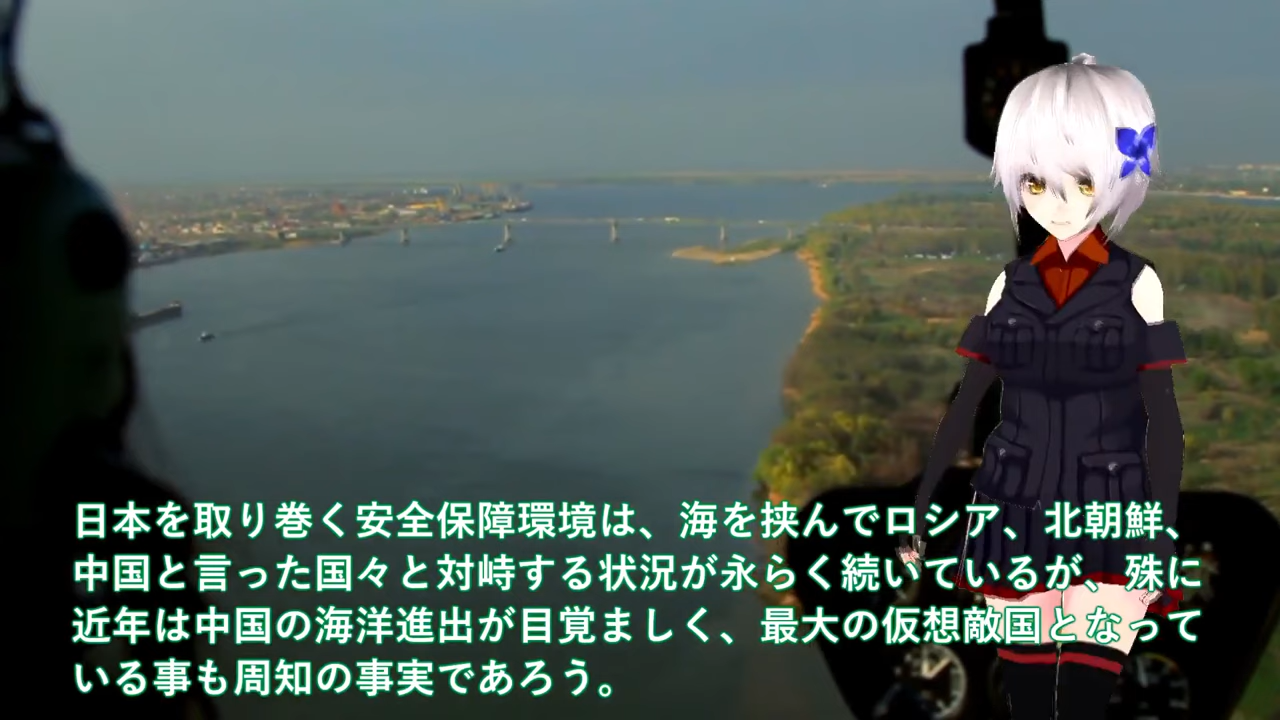 日本を取り巻く安全保障環境は、海を挟んでロシア、北朝鮮、
中国と言った国々と対峙する状況が永らく続いているが、殊に
近年は中国の海洋進出が目覚ましく、最大の仮想敵国となって
いる事も周知の事実であろう。